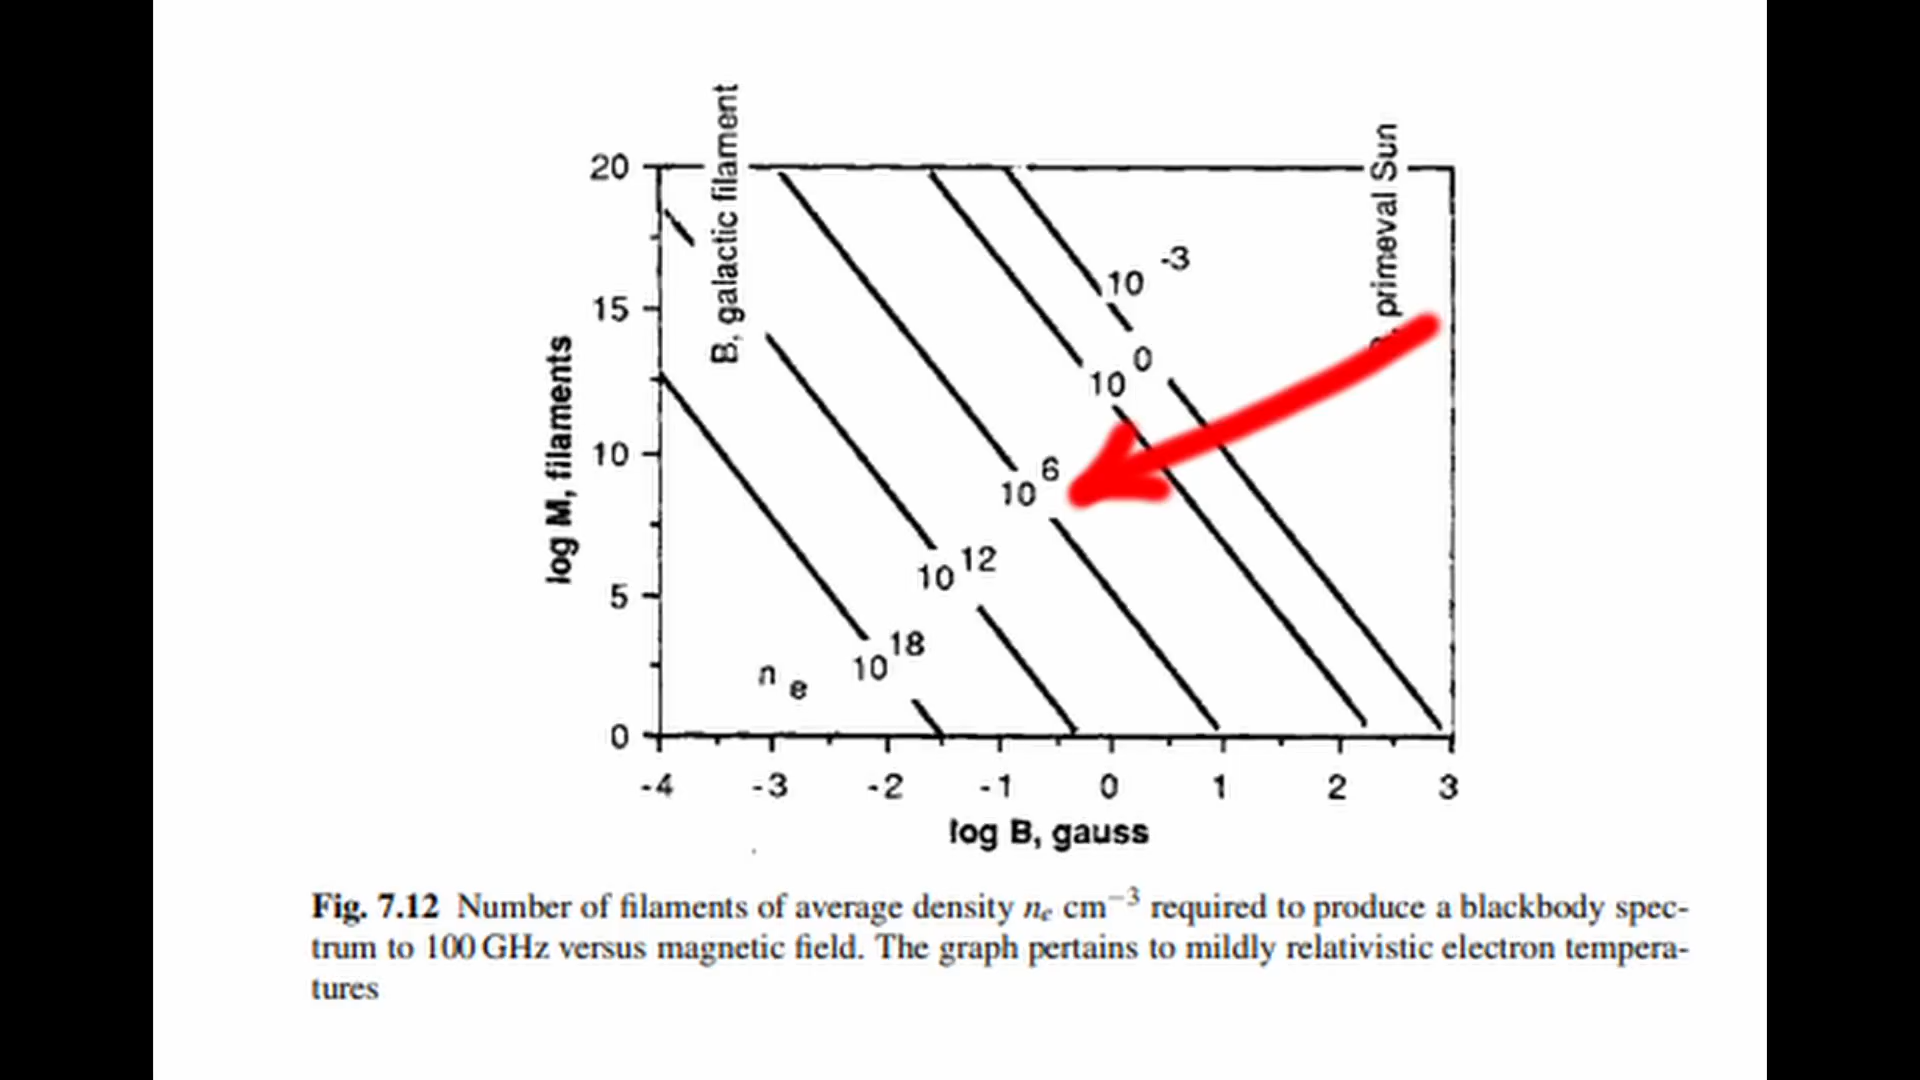 B, galactic filament
primeval Sun
20
15
10
5
0
log M, filaments
10 -3
10 0
10 6
10 12
10 18
n e
-4 -3 -2 -1 0 1 2 3
log B, gauss
Fig. 7.12 Number of filaments of average density nₑ cm⁻³ required to produce a blackbody spec-
trum to 100 GHz versus magnetic field. The graph pertains to mildly relativistic electron tempera-
tures